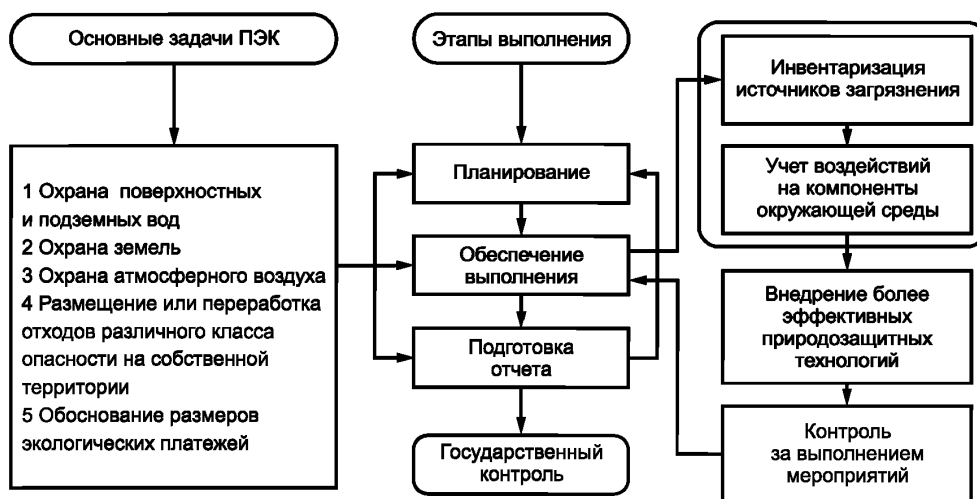 Основные задачи ПЭК
1 Охрана поверхностных
и подземных вод
2 Охрана земель
3 Охрана атмосферного воздуха
4 Размещение или переработка
отходов различного класса
опасности на собственной
территории
5 Обоснование размеров
экологических платежей
Этапы выполнения
Планирование
Обеспечение
выполнения
Подготовка
отчета
Государственный
контроль
Инвентаризация
источников загрязнения
Учет воздействий
на компоненты
окружающей среды
Внедрение более
эффективных
природозащитных
технологий
Контроль
за выполнением
мероприятий